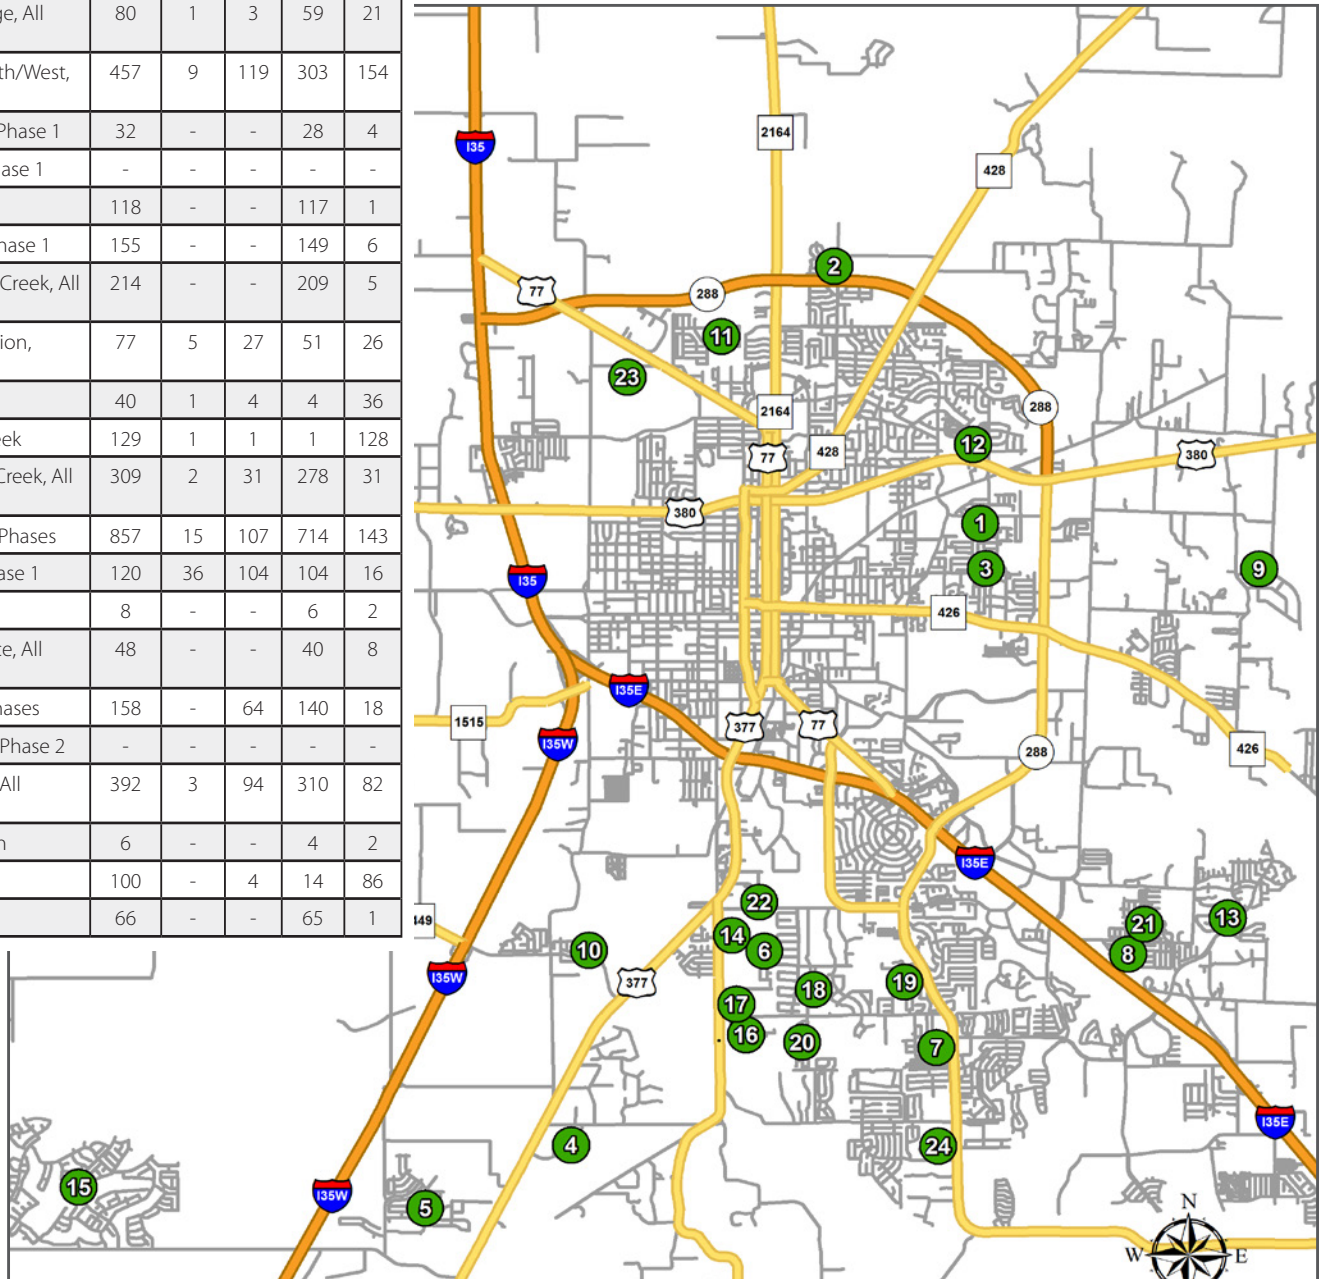 ge, All 80 1 3 59 21
th/West, 457 9 119 303 154
Phase 1 32 - - 28 4
ase 1 - - - - -
118 - - 117 1
hase 1 155 - - 149 6
Creek, All 214 - - 209 5
ion, 77 5 27 51 26
40 1 4 4 36
eek 129 1 1 1 128
Creek, All 309 2 31 278 31
Phases 857 15 107 714 143
ase 1 120 36 104 104 16
8 - - 6 2
te, All 48 - - 40 8
hases 158 - 64 140 18
Phase 2 - - - - -
All 392 3 94 310 82
n 6 - - 4 2
100 - 4 14 86
66 - - 65 1
2164
I35
428
2
77
288
11
23
288
2164
428
12
380
77
380
1
3
9
I35
426
I35E
1515
377
77
I35W
288
426
I35E
22
449
21
13
14
6
10
8
I35W
377
18
19
17
16
20
7
I35E
4
24
15
I35W
5
N
W
E